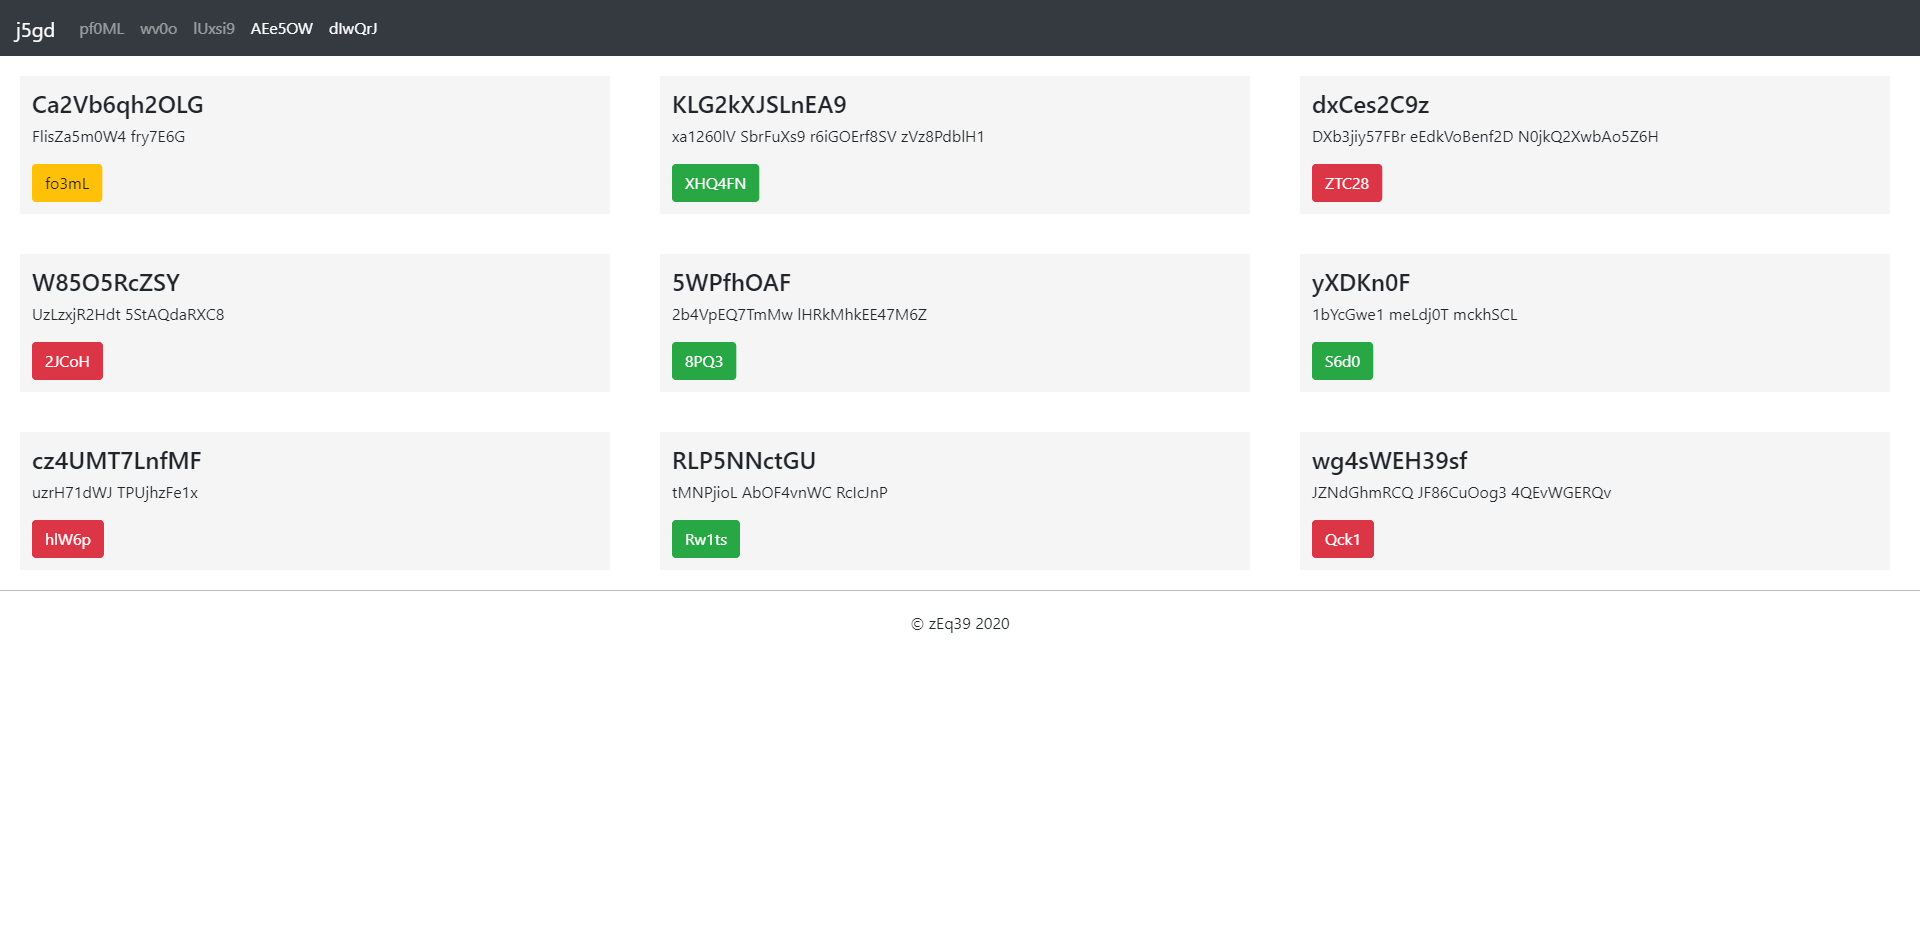 j5gd pf0ML wv0o lUxsi9 AEe5OW dIwQrJ
Ca2Vb6qh2OLG
FlisZa5m0W4 fry7E6G
fo3mL
KLG2kXJSLnEA9
xa1260lV SbrFuXs9 r6iGOErf8SV zVz8PdblH1
XHQ4FN
dxCes2C9z
DXb3jiy57FBr eEdkVoBenf2D N0jkQ2XwbAo5Z6H
ZTC28
W85O5RcZSY
UzLzxjR2Hdt 5StAQdaRXC8
2JCoH
5WPfhOAF
2b4VpEQ7TmMw lHRkMhkEE47M6Z
8PQ3
yXDKn0F
1bYcGwe1 meLdj0T mckhSCL
S6d0
cz4UMT7LnfMF
uzrH71dWJ TPUjhzFe1x
hlW6p
RLP5NNctGU
tMNPjioL AbOF4vnWC RcIcJnP
Rw1ts
wg4sWEH39sf
JZNdGhmRCQ JF86CuOog3 4QEvWGERQv
Qck1
© zEq39 2020